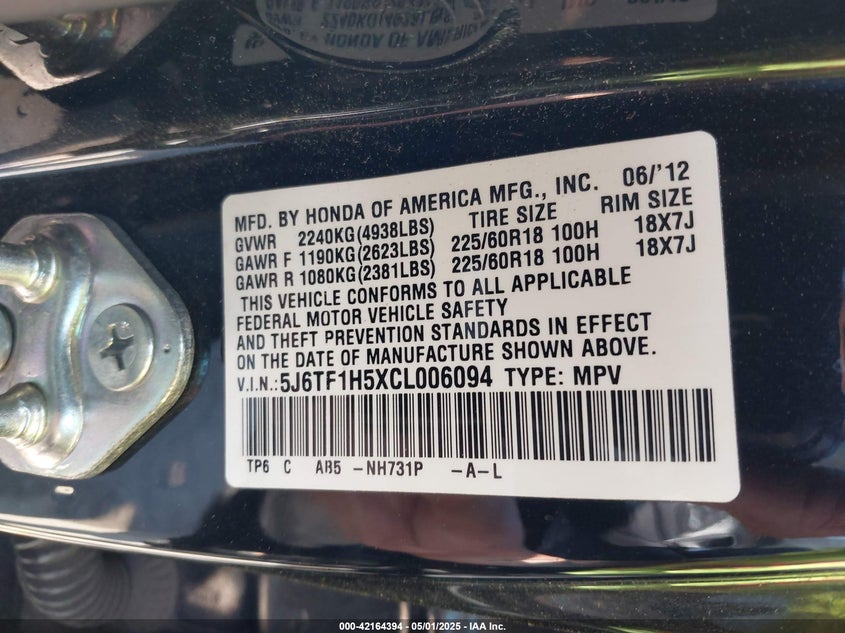 MFD. BY HONDA OF AMERICA MFG., INC. 06/'12
GVWR 2240KG(4938LBS) TIRE SIZE RIM SIZE
GAWR F 1190KG(2623LBS) 225/60R18 100H 18X7J
GAWR R 1080KG(2381LBS) 225/60R18 100H 18X7J
THIS VEHICLE CONFORMS TO ALL APPLICABLE
FEDERAL MOTOR VEHICLE SAFETY
AND THEFT PREVENTION STANDARDS IN EFFECT
ON THE DATE OF MANUFACTURE SHOWN ABOVE.
V.I.N.:5J6TF1H5XCL006094 TYPE: MPV
TP6 C AB5 -NH731P -A-L
000-42164394 - 05/01/2025 - IAA Inc.